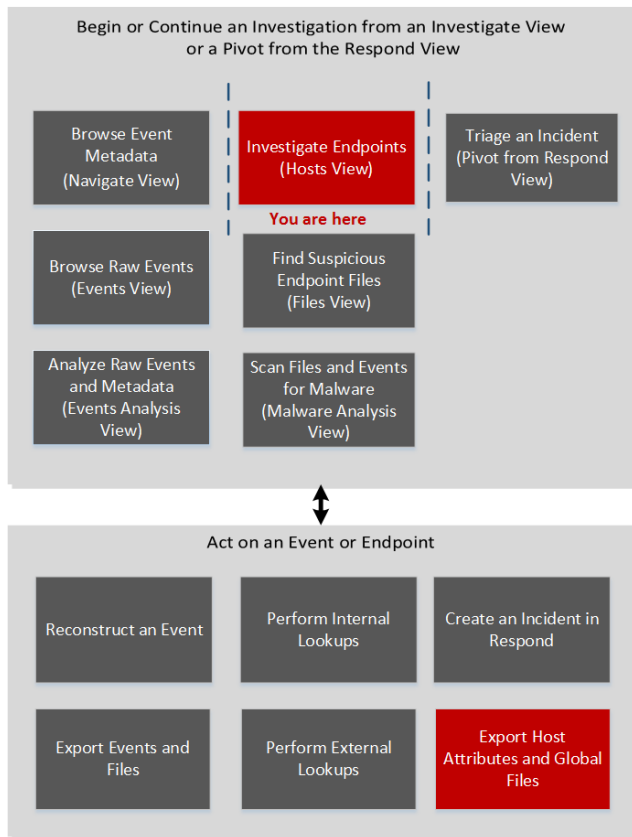 Begin or Continue an Investigation from an Investigate View
or a Pivot from the Respond View
Browse Event
Metadata
(Navigate View)
Investigate Endpoints
(Hosts View)
Triage an Incident
(Pivot from Respond
View)
You are here
Browse Raw Events
(Events View)
Find Suspicious
Endpoint Files
(Files View)
Analyze Raw Events
and Metadata
(Events Analysis
View)
Scan Files and Events
for Malware
(Malware Analysis
View)
Act on an Event or Endpoint
Reconstruct an Event
Perform Internal
Lookups
Create an Incident in
Respond
Export Events and
Files
Perform External
Lookups
Export Host
Attributes and Global
Files